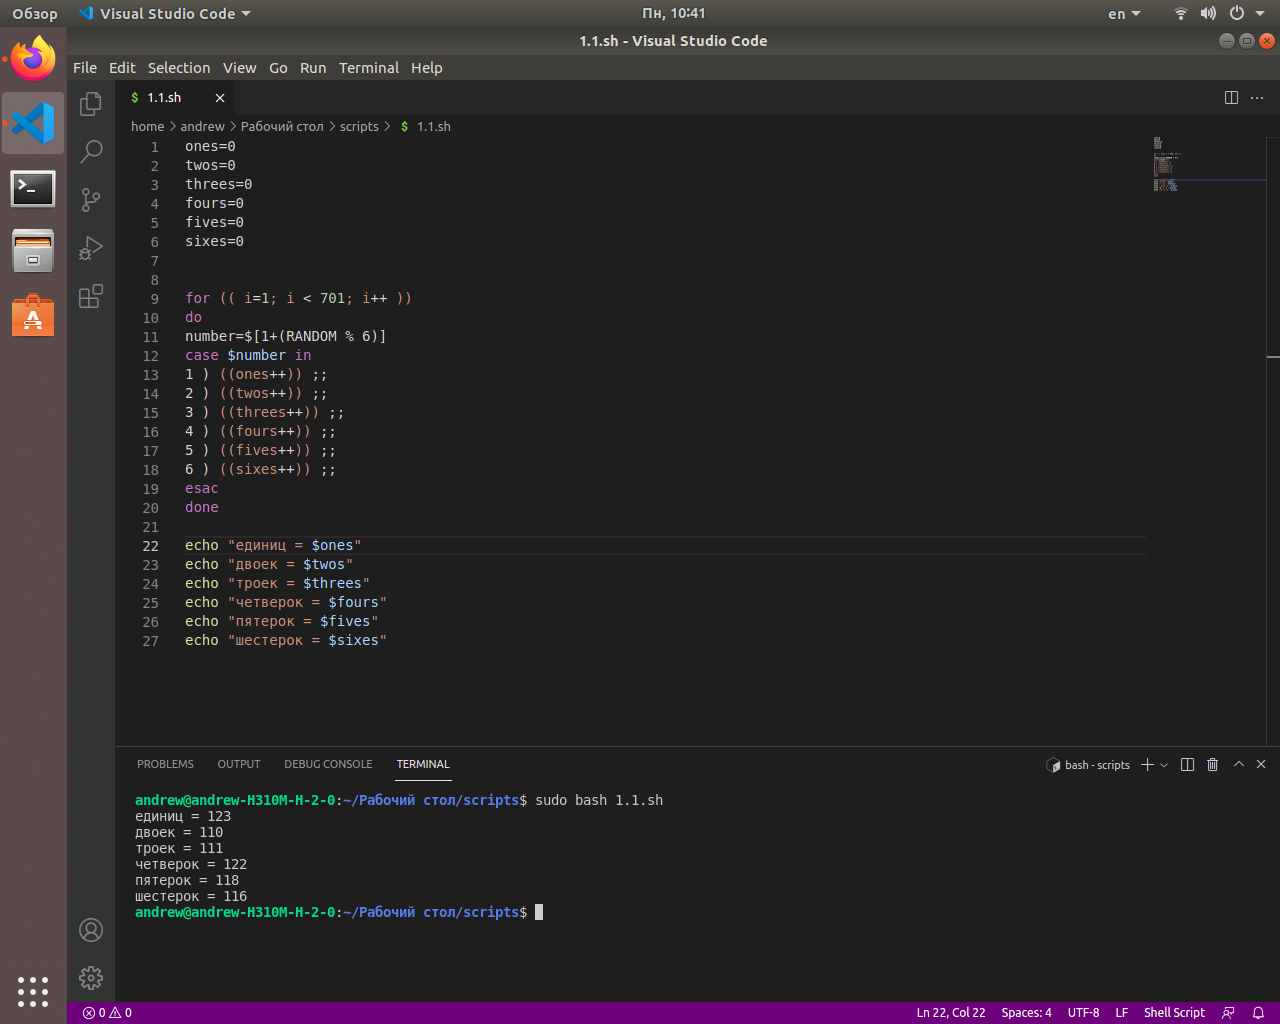 Обзор Visual Studio Code Пн, 10:41 en
1.1.sh - Visual Studio Code
File Edit Selection View Go Run Terminal Help
$ 1.1.sh
home > andrew > Рабочий стол > scripts > $ 1.1.sh
1 ones=0
2 twos=0
3 threes=0
4 fours=0
5 fives=0
6 sixes=0
7
8
9 for (( i=1; i < 701; i++ ))
10 do
11 number=$[1+(RANDOM % 6)]
12 case $number in
13 1 ) ((ones++)) ;;
14 2 ) ((twos++)) ;;
15 3 ) ((threes++)) ;;
16 4 ) ((fours++)) ;;
17 5 ) ((fives++)) ;;
18 6 ) ((sixes++)) ;;
19 esac
20 done
21
22 echo "единиц = $ones"
23 echo "двоек = $twos"
24 echo "троек = $threes"
25 echo "четверок = $fours"
26 echo "пятерок = $fives"
27 echo "шестерок = $sixes"
PROBLEMS OUTPUT DEBUG CONSOLE TERMINAL bash - scripts
andrew@andrew-H310M-H-2-0:~/Рабочий стол/scripts$ sudo bash 1.1.sh
единиц = 123
двоек = 110
троек = 111
четверок = 122
пятерок = 118
шестерок = 116
andrew@andrew-H310M-H-2-0:~/Рабочий стол/scripts$
0 0 Ln 22, Col 22 Spaces: 4 UTF-8 LF Shell Script